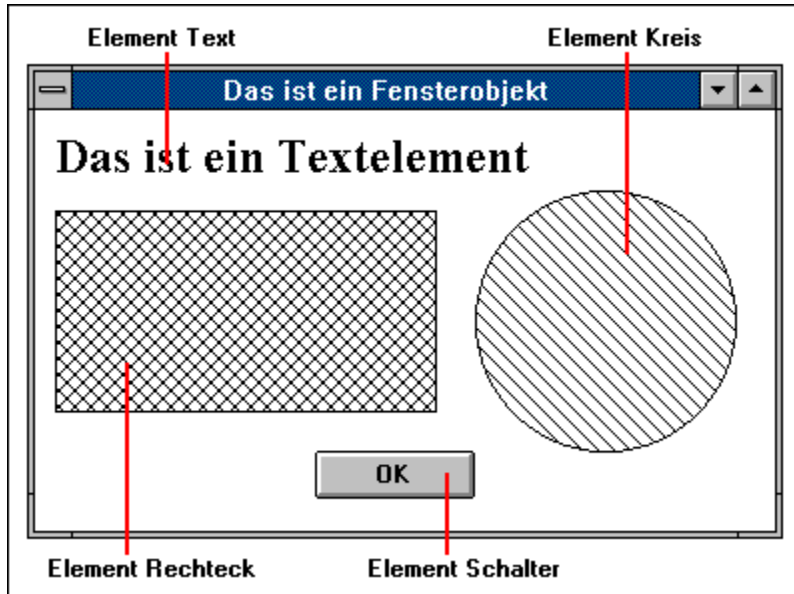 Element Text
Element Kreis
Das ist ein Fensterobjekt
Das ist ein Textelement
OK
Element Rechteck
Element Schalter